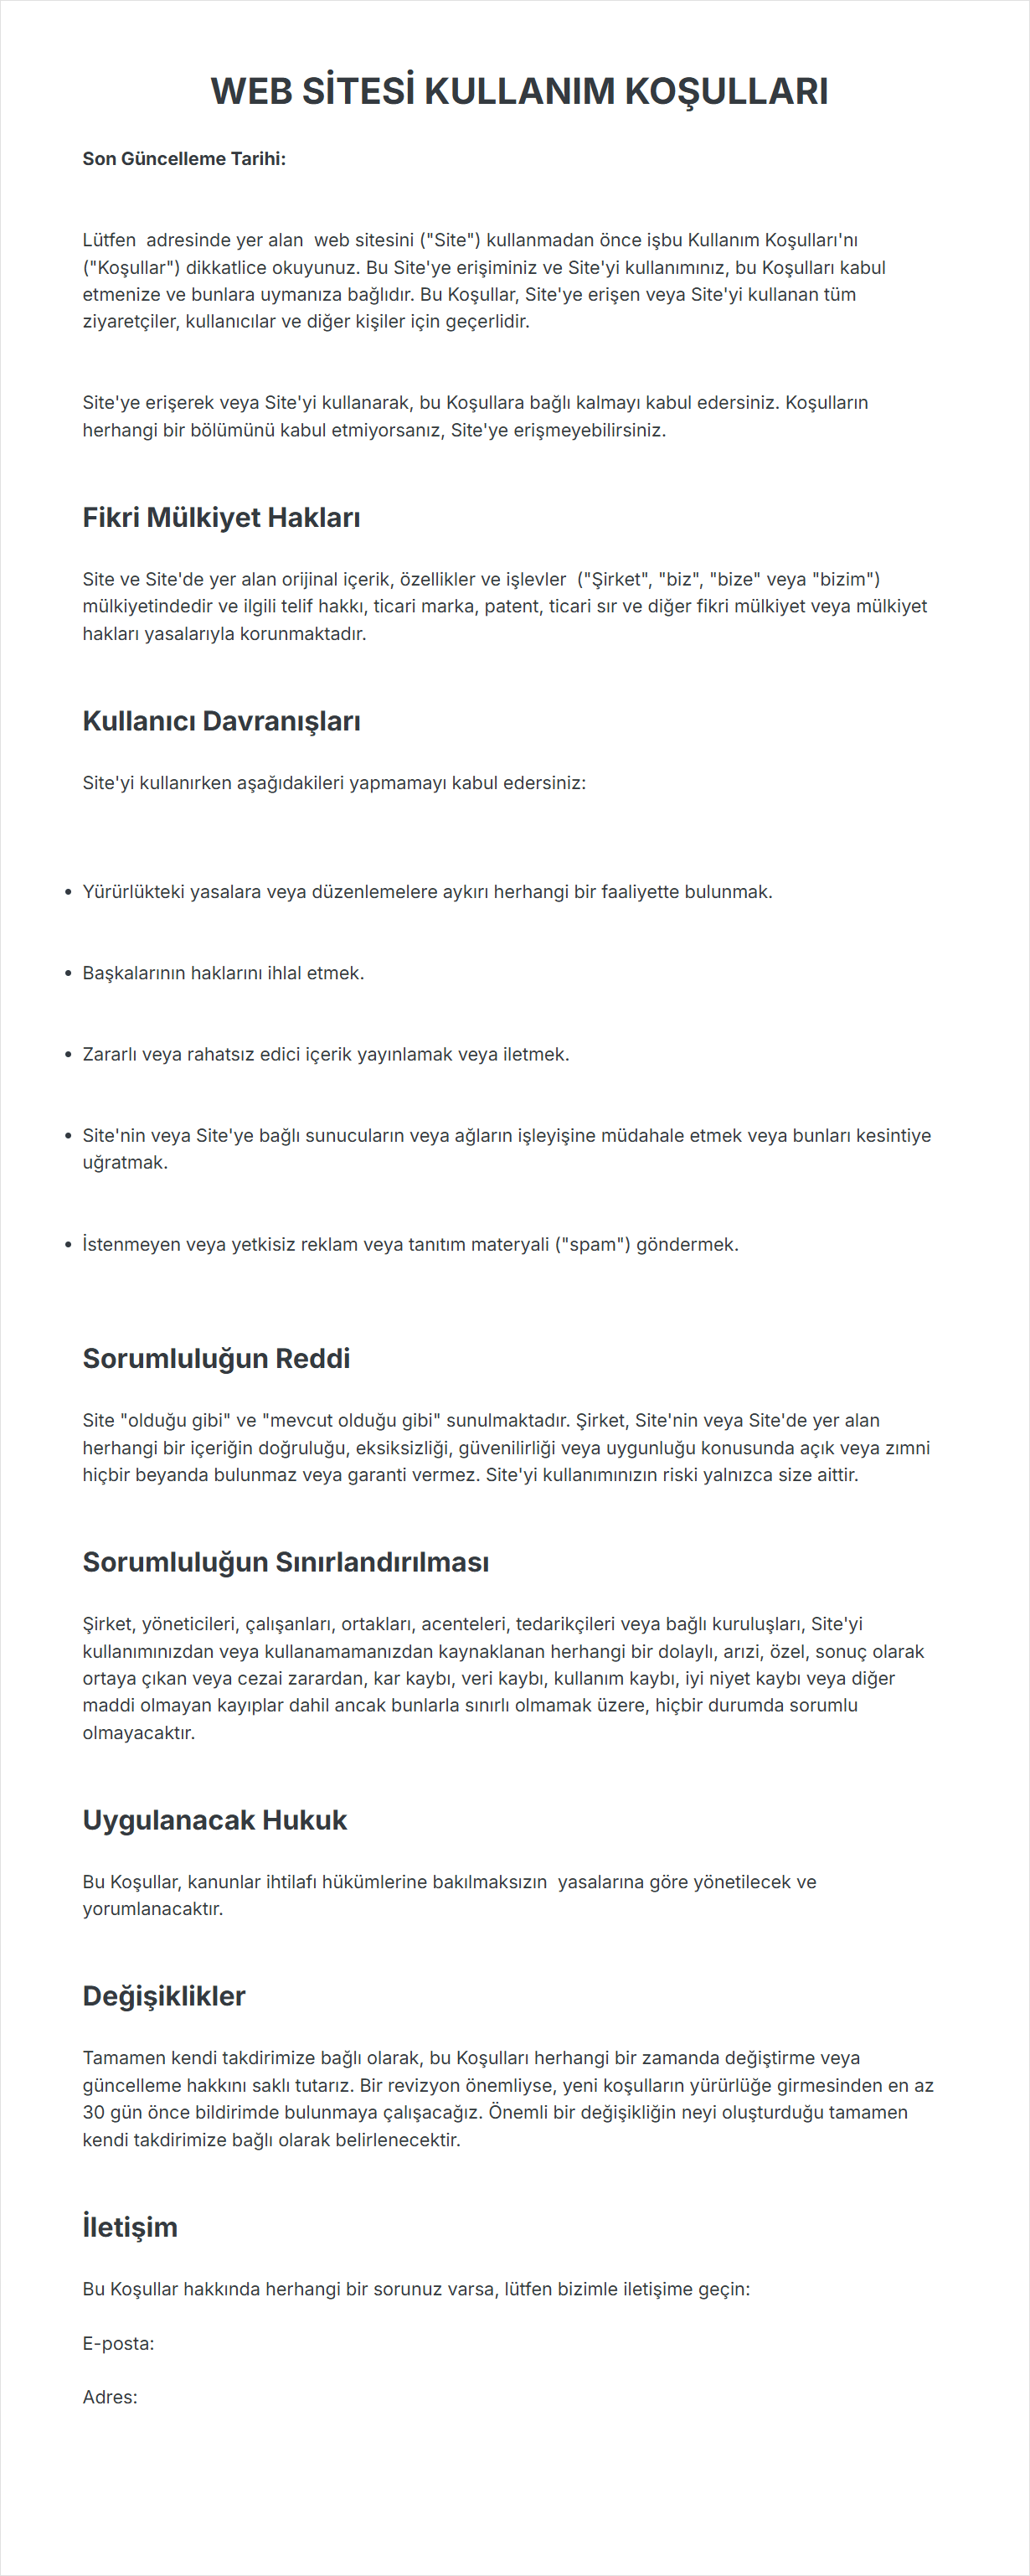 WEB SİTESİ KULLANIM KOŞULLARI
Son Güncelleme Tarihi:
Lütfen  adresinde yer alan  web sitesini ("Site") kullanmadan önce işbu Kullanım Koşulları'nı
("Koşullar") dikkatlice okuyunuz. Bu Site'ye erişiminiz ve Site'yi kullanımınız, bu Koşulları kabul
etmenize ve bunlara uymanıza bağlıdır. Bu Koşullar, Site'ye erişen veya Site'yi kullanan tüm
ziyaretçiler, kullanıcılar ve diğer kişiler için geçerlidir.
Site'ye erişerek veya Site'yi kullanarak, bu Koşullara bağlı kalmayı kabul edersiniz. Koşulların
herhangi bir bölümünü kabul etmiyorsanız, Site'ye erişmeyebilirsiniz.
Fikri Mülkiyet Hakları
Site ve Site'de yer alan orijinal içerik, özellikler ve işlevler  ("Şirket", "biz", "bize" veya "bizim")
mülkiyetindedir ve ilgili telif hakkı, ticari marka, patent, ticari sır ve diğer fikri mülkiyet veya mülkiyet
hakları yasalarıyla korunmaktadır.
Kullanıcı Davranışları
Site'yi kullanırken aşağıdakileri yapmamayı kabul edersiniz:
• Yürürlükteki yasalara veya düzenlemelere aykırı herhangi bir faaliyette bulunmak.
• Başkalarının haklarını ihlal etmek.
• Zararlı veya rahatsız edici içerik yayınlamak veya iletmek.
• Site'nin veya Site'ye bağlı sunucuların veya ağların işleyişine müdahale etmek veya bunları kesintiye
uğratmak.
• İstenmeyen veya yetkisiz reklam veya tanıtım materyali ("spam") göndermek.
Sorumluluğun Reddi
Site "olduğu gibi" ve "mevcut olduğu gibi" sunulmaktadır. Şirket, Site'nin veya Site'de yer alan
herhangi bir içeriğin doğruluğu, eksiksizliği, güvenilirliği veya uygunluğu konusunda açık veya zımni
hiçbir beyanda bulunmaz veya garanti vermez. Site'yi kullanımınızın riski yalnızca size aittir.
Sorumluluğun Sınırlandırılması
Şirket, yöneticileri, çalışanları, ortakları, acenteleri, tedarikçileri veya bağlı kuruluşları, Site'yi
kullanımınızdan veya kullanamamanızdan kaynaklanan herhangi bir dolaylı, arızi, özel, sonuç olarak
ortaya çıkan veya cezai zarardan, kar kaybı, veri kaybı, kullanım kaybı, iyi niyet kaybı veya diğer
maddi olmayan kayıplar dahil ancak bunlarla sınırlı olmamak üzere, hiçbir durumda sorumlu
olmayacaktır.
Uygulanacak Hukuk
Bu Koşullar, kanunlar ihtilafı hükümlerine bakılmaksızın  yasalarına göre yönetilecek ve
yorumlanacaktır.
Değişiklikler
Tamamen kendi takdirimize bağlı olarak, bu Koşulları herhangi bir zamanda değiştirme veya
güncelleme hakkını saklı tutarız. Bir revizyon önemliyse, yeni koşulların yürürlüğe girmesinden en az
30 gün önce bildirimde bulunmaya çalışacağız. Önemli bir değişikliğin neyi oluşturduğu tamamen
kendi takdirimize bağlı olarak belirlenecektir.
İletişim
Bu Koşullar hakkında herhangi bir sorunuz varsa, lütfen bizimle iletişime geçin:
E-posta:
Adres: